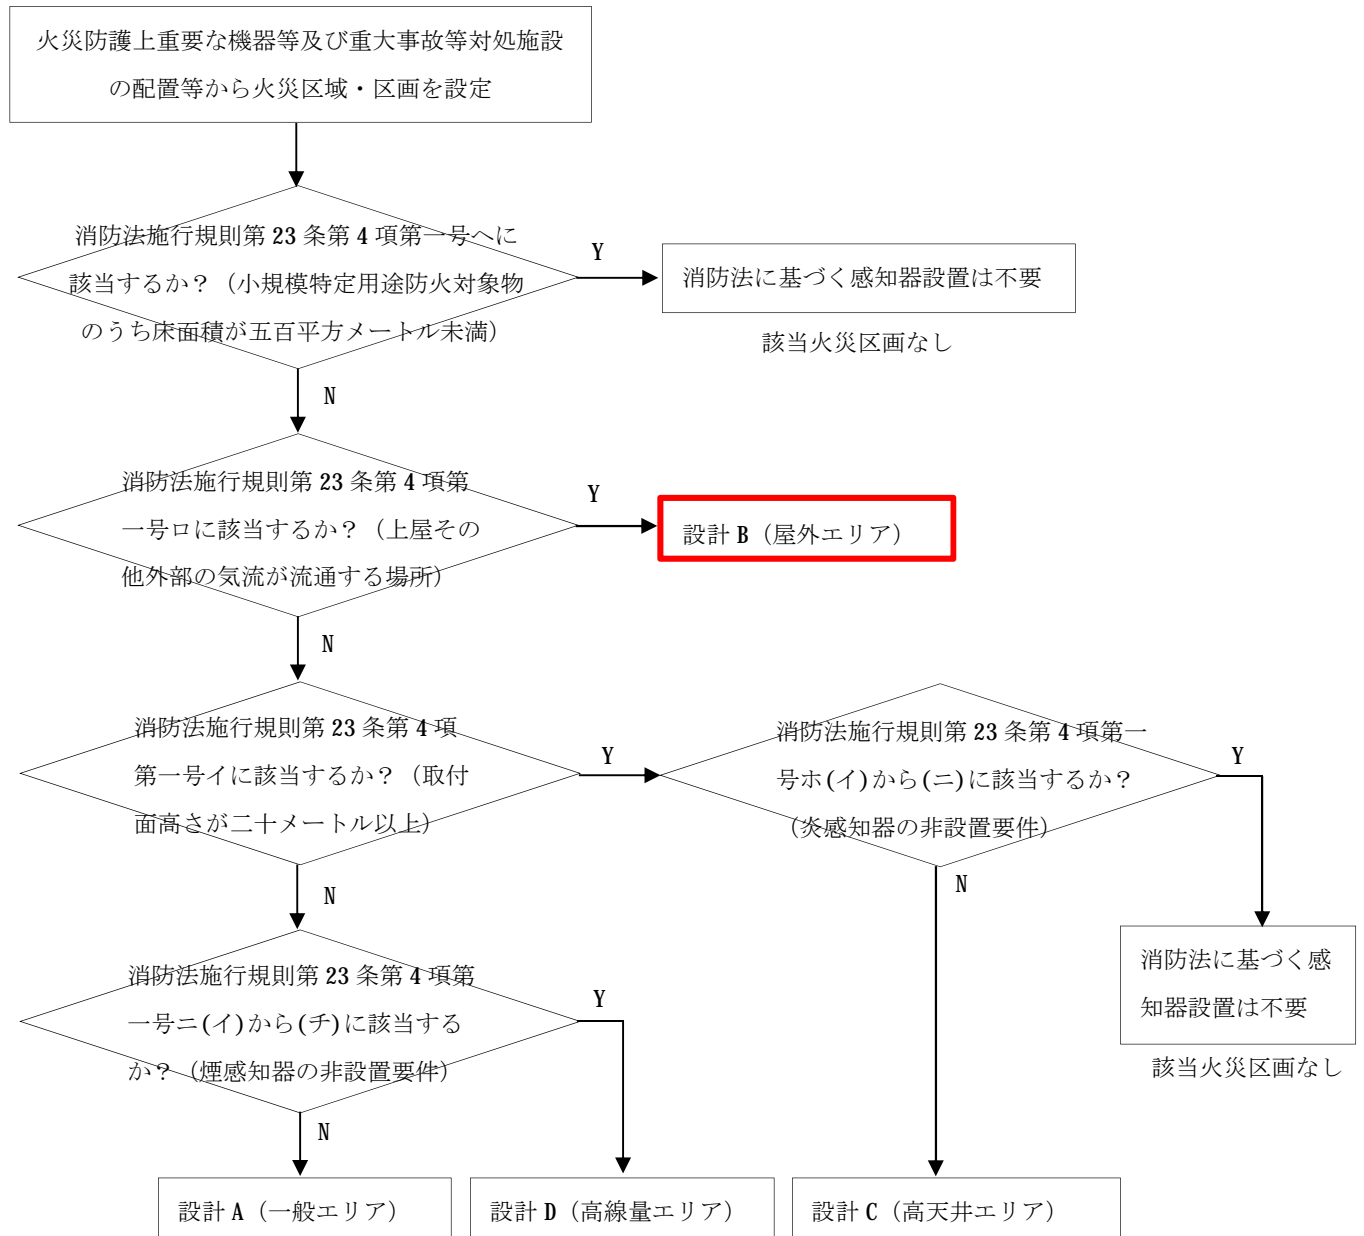 火災防護上重要な機器等及び重大事故等対処施設
の配置等から火災区域・区画を設定
消防法施行規則第 23 条第 4 項第一号ヘに
該当するか？（小規模特定用途防火対象物
のうち床面積が五百平方メートル未満）
Y
消防法に基づく感知器設置は不要
該当火災区画なし
N
消防法施行規則第 23 条第 4 項第
一号ロに該当するか？（上屋その
他外部の気流が流通する場所）
Y
設計 B（屋外エリア）
N
消防法施行規則第 23 条第 4 項
第一号イに該当するか？（取付
面高さが二十メートル以上）
Y
消防法施行規則第 23 条第 4 項第一
号ホ(イ)から(ニ)に該当するか？
（炎感知器の非設置要件）
Y
N
N
消防法に基づく感
知器設置は不要
該当火災区画なし
消防法施行規則第 23 条第 4 項第
一号ニ(イ)から(チ)に該当する
か？（煙感知器の非設置要件）
Y
N
設計 A（一般エリア）
設計 D（高線量エリア）
設計 C（高天井エリア）